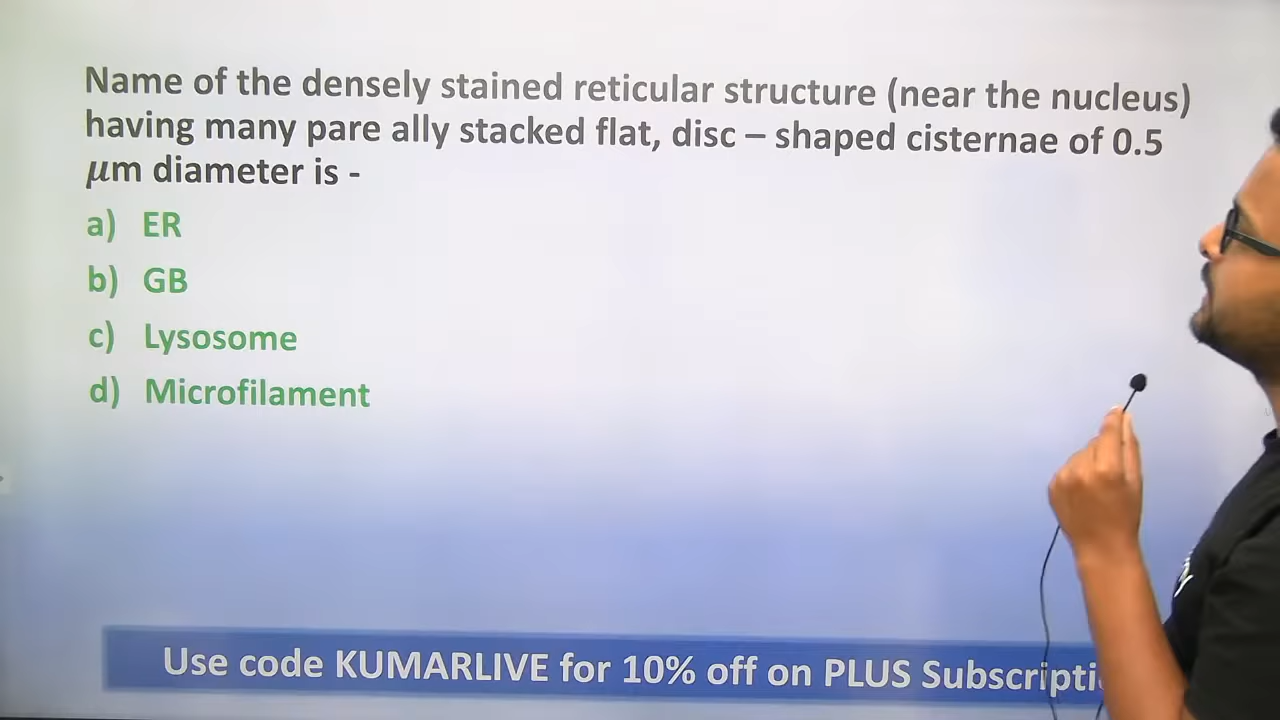 Name of the densely stained reticular structure (near the nucleus)
having many pare ally stacked flat, disc – shaped cisternae of 0.5
μm diameter is -
a) ER
b) GB
c) Lysosome
d) Microfilament
Use code KUMARLIVE for 10% off on PLUS